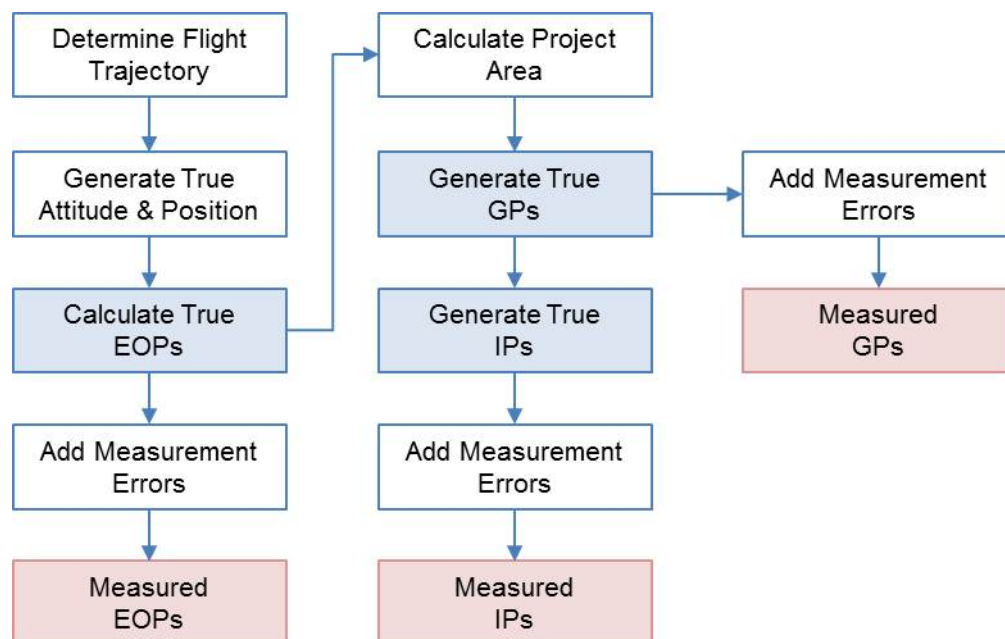 Determine Flight
Trajectory
Generate True
Attitude & Position
Calculate True
EOPs
Add Measurement
Errors
Measured
EOPs
Calculate Project
Area
Generate True
GPs
Generate True
IPs
Add Measurement
Errors
Measured
IPs
Add Measurement
Errors
Measured
GPs